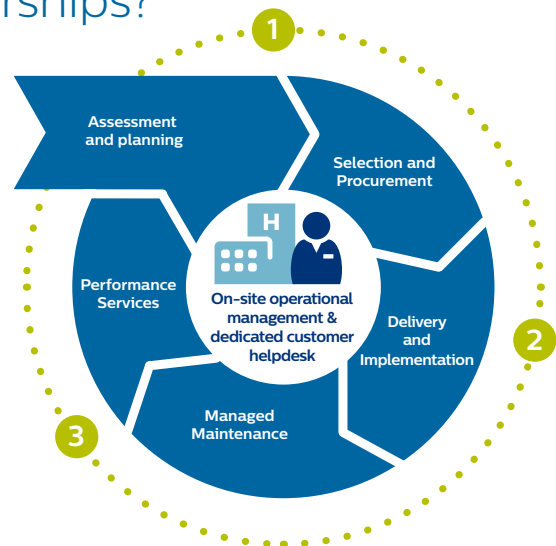 rships?
1
Assessment
and planning
Selection and
Procurement
H
Performance
Services
On-site operational
management &
dedicated customer
helpdesk
Delivery
and
Implementation
2
Managed
Maintenance
3